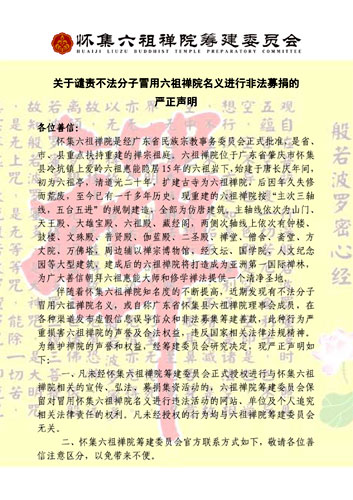 怀集六祖禅院筹建委员会
HUAIJI LIUZU BUDDHIST TEMPLE PREPARATORY COMMITTEE
关于谴责不法分子冒用六祖禅院名义进行非法募捐的
严正声明
各位善信：
怀集六祖禅院是经广东省民族宗教事务委员会正式批准，是省、
市、县重点扶持重建的禅宗祖庭。六祖禅院位于广东省肇庆市怀集
县冷坑镇上爱岭六祖惠能隐居15年的六祖岩下，始建于唐长庆年间，
初为六祖亭，清道光二十年，扩建古寺为六祖禅院，后因年久失修
而荒废，至今已有一千多年历史。现重建的六祖禅院按“主次三轴
线，五台五进”的规制建造，全部为仿唐建筑。主轴线依次为山门、
天王殿、大雄宝殿、六祖殿、藏经阁，两侧次轴线上依次有钟楼、
鼓楼、文殊殿、普贤殿、伽蓝殿、二圣殿、禅堂、僧舍、斋堂、方
丈院、万佛塔。周边辅以禅宗博物馆、经文坛、国学院、人文纪念
园等大型建筑。建成后的六祖禅院将打造成为亚洲第一国际禅林，
为广大善信朝拜六祖惠能大师和修学禅法提供一个清净圣地。
伴随着怀集六祖禅院知名度的不断提高，近期发现有不法分子
冒用六祖禅院名义，或自称广东省怀集县六祖禅院理事会成员，在
各种渠道发布虚假信息误导信众和非法募集筹建善款，此种行为严
重损害六祖禅院的声誉及合法权益，违反国家相关法律法规精神。
为维护禅院的声誉和权益，经筹建委员会研究决定，现严正声明如
下：
一、凡未经怀集六祖禅院筹建委员会正式授权进行与怀集六祖
禅院相关的宣传，弘法，募捐集资活动的，六祖禅院筹建委员会保
留对冒用怀集六祖禅院名义进行违法活动的网站、单位及个人追究
相关法律责任的权利。凡未经授权的行为均与六祖禅院筹建委员会
无关。
二、怀集六祖禅院筹建委员会官方联系方式如下，敬请各位善
信注意区分，以免带来不便。
般若波罗蜜心经